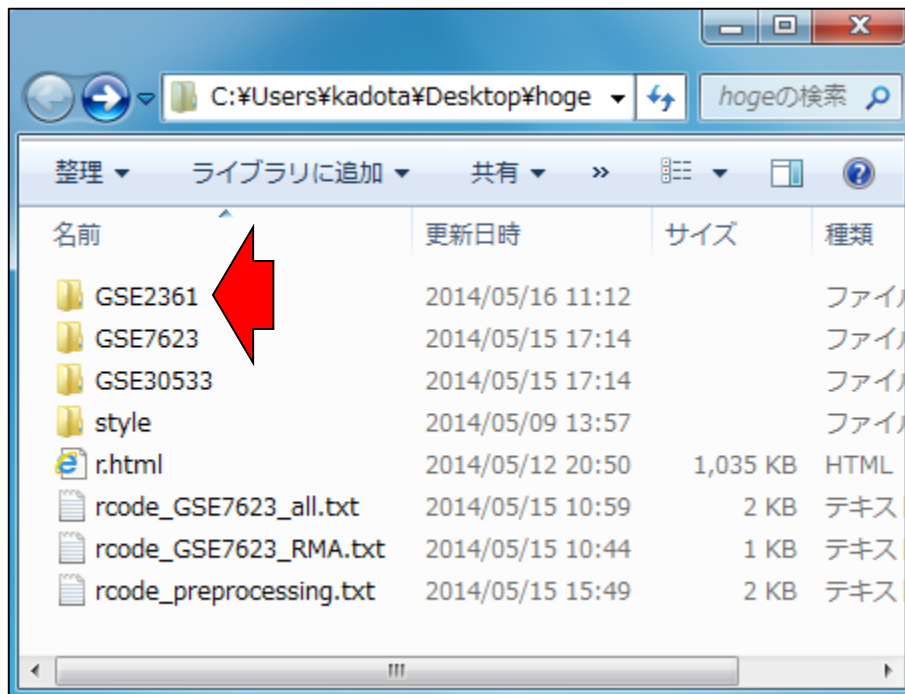 C:¥Users¥kadota¥Desktop¥hoge hogeの検索
整理 ライブラリに追加 共有 »
名前 更新日時 サイズ 種類
GSE2361 2014/05/16 11:12 ファイル
GSE7623 2014/05/15 17:14 ファイル
GSE30533 2014/05/15 17:14 ファイル
style 2014/05/09 13:57 ファイル
r.html 2014/05/12 20:50 1,035 KB HTML
rcode_GSE7623_all.txt 2014/05/15 10:59 2 KB テキスト
rcode_GSE7623_RMA.txt 2014/05/15 10:44 1 KB テキスト
rcode_preprocessing.txt 2014/05/15 15:49 2 KB テキスト